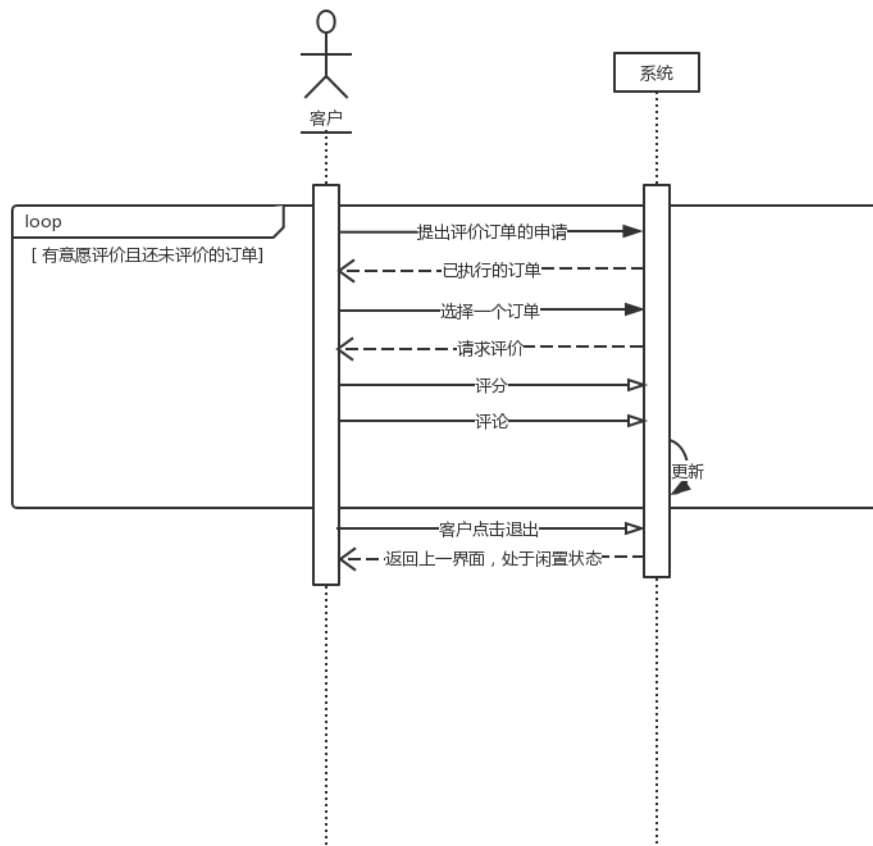 客户
系统
loop
[ 有意愿评价且还未评价的订单]
提出评价订单的申请
已执行的订单
选择一个订单
请求评价
评分
评论
更新
客户点击退出
返回上一界面，处于闲置状态